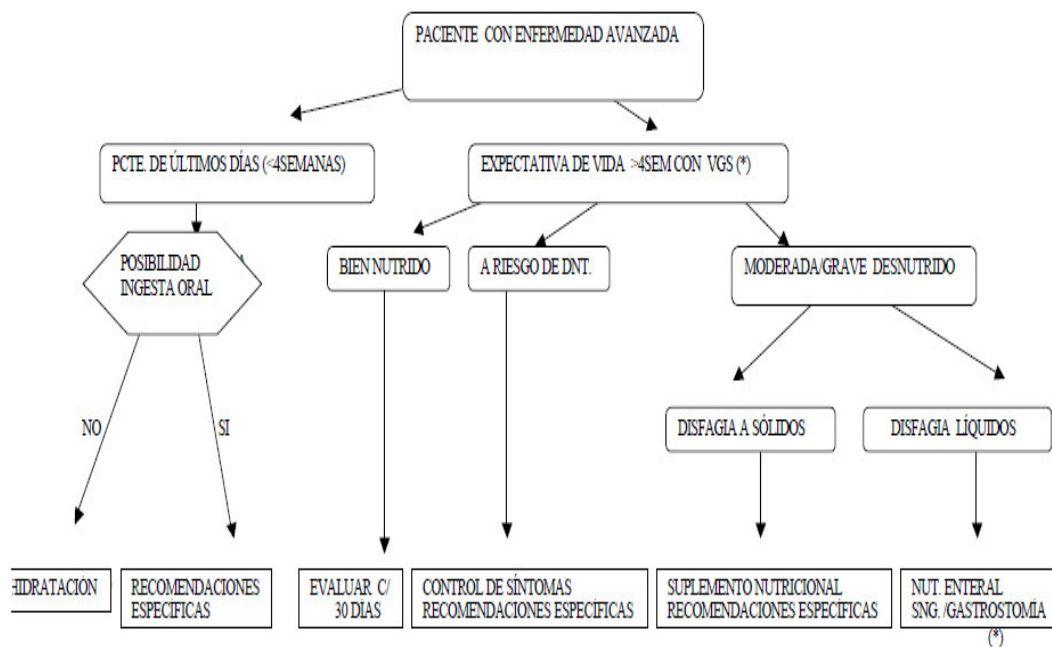 PACIENTE CON ENFERMEDAD AVANZADA
PCTE. DE ÚLTIMOS DÍAS (<4SEMANAS)
EXPECTATIVA DE VIDA >4SEM CON VGS (*)
POSIBILIDAD
INGESTA ORAL
BIEN NUTRIDO
A RIESGO DE DNT.
MODERADA/GRAVE DESNUTRIDO
NO
SI
DISFAGIA A SÓLIDOS
DISFAGIA LÍQUIDOS
HIDRATACIÓN
RECOMENDACIONES
ESPECÍFICAS
EVALUAR C/
30 DÍAS
CONTROL DE SÍNTOMAS
RECOMENDACIONES ESPECÍFICAS
SUPLEMENTO NUTRICIONAL
RECOMENDACIONES ESPECÍFICAS
NUT. ENTERAL
SNG. /GASTROSTOMÍA
(*)